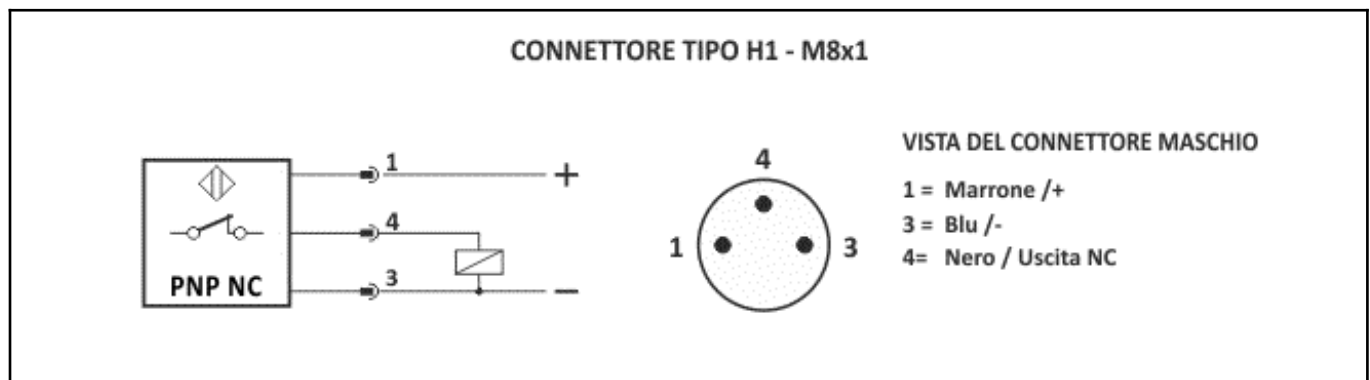 CONNETTORE TIPO H1 - M8x1
1
+
4
3
−
PNP NC
4
1
3
VISTA DEL CONNETTORE MASCHIO
1 = Marrone /+
3 = Blu /-
4= Nero / Uscita NC